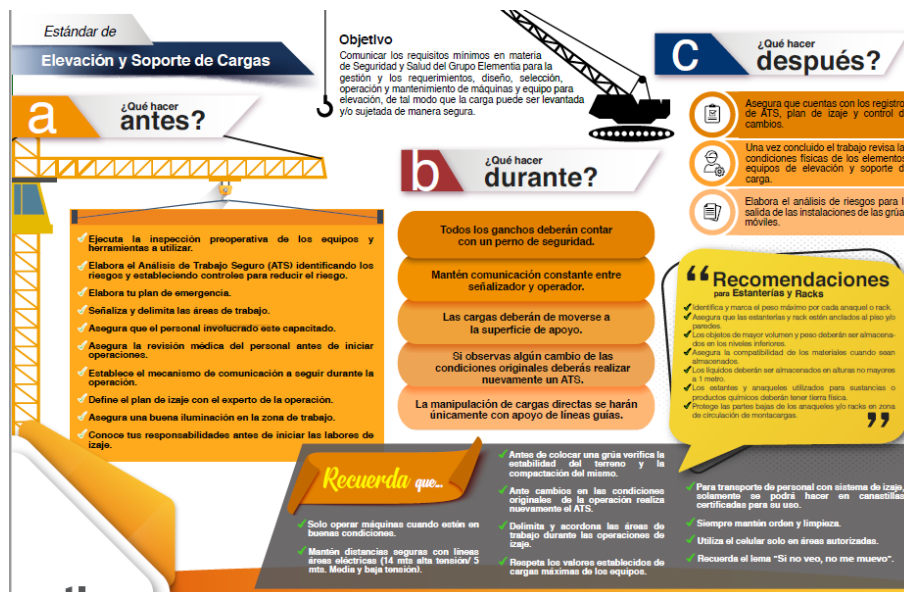 Estándar de
Elevación y Soporte de Cargas
Objetivo
Comunicar los requisitos mínimos en materia
de Seguridad y Salud del Grupo Elementia para la
gestión y los requerimientos, diseño, selección,
operación y mantenimiento de máquinas y equipo para
elevación, de tal modo que la carga puede ser levantada
y/o sujetada de manera segura.
a
¿Qué hacer
antes?
Ejecuta la inspección preoperativa de los equipos y
herramientas a utilizar.
Elabora el Análisis de Trabajo Seguro (ATS) identificando los
riesgos y estableciendo controles para reducir el riesgo.
Elabora tu plan de emergencia.
Señaliza y delimita las áreas de trabajo.
Asegura que el personal involucrado este capacitado.
Asegura la revisión médica del personal antes de iniciar
operaciones.
Establece el mecanismo de comunicación a seguir durante la
operación.
Define el plan de izaje con el experto de la operación.
Asegura una buena iluminación en la zona de trabajo.
Conoce tus responsabilidades antes de iniciar las labores de
izaje.
b
¿Qué hacer
durante?
Todos los ganchos deberán contar
con un perno de seguridad.
Mantén comunicación constante entre
señalizador y operador.
Las cargas deberán de moverse a
la superficie de apoyo.
Si observas algún cambio de las
condiciones originales deberás realizar
nuevamente un ATS.
La manipulación de cargas directas se harán
únicamente con apoyo de líneas guías.
c
¿Qué hacer
después?
Asegura que cuentas con los registro
de ATS, plan de izaje y control d
cambios.
Una vez concluido el trabajo revisa la
condiciones físicas de los elementos
equipos de elevación y soporte d
carga.
Elabora el análisis de riesgos para l
salida de las instalaciones de las grúa
móviles.
“ Recomendaciones
para Estanterías y Racks
Identifica y marca el peso máximo por cada anaquel o rack.
Asegura que las estanterías y rack estén anclados al piso y/o
paredes.
Los objetos de mayor volumen y peso deberán ser almacena-
dos en los niveles inferiores.
Asegura la compatibilidad de los materiales cuando sean
almacenados.
Los líquidos deberán ser almacenados en alturas no mayores
a 1 metro.
Los estantes y anaqueles utilizados para sustancias o
productos químicos deberán tener tierra física.
Protege las partes bajas de los anaqueles y/o racks en zona
de circulación de montacargas. ”
Recuerda que...
Solo operar máquinas cuando estén en
buenas condiciones.
Mantén distancias seguras con líneas
áreas eléctricas (14 mts alta tensión/ 5
mts. Media y baja tensión).
Antes de colocar una grúa verifica la
estabilidad del terreno y la
compactación del mismo.
Ante cambios en las condiciones
originales de la operación realiza
nuevamente el ATS.
Delimita y acordona las áreas de
trabajo durante las operaciones de
izaje.
Respeta los valores establecidos de
cargas máximas de los equipos.
Para transporte de personal con sistema de izaje,
solamente se podrá hacer en canastillas
certificadas para su uso.
Siempre mantén orden y limpieza.
Utiliza el celular solo en áreas autorizadas.
Recuerda el lema "Si no veo, no me muevo".